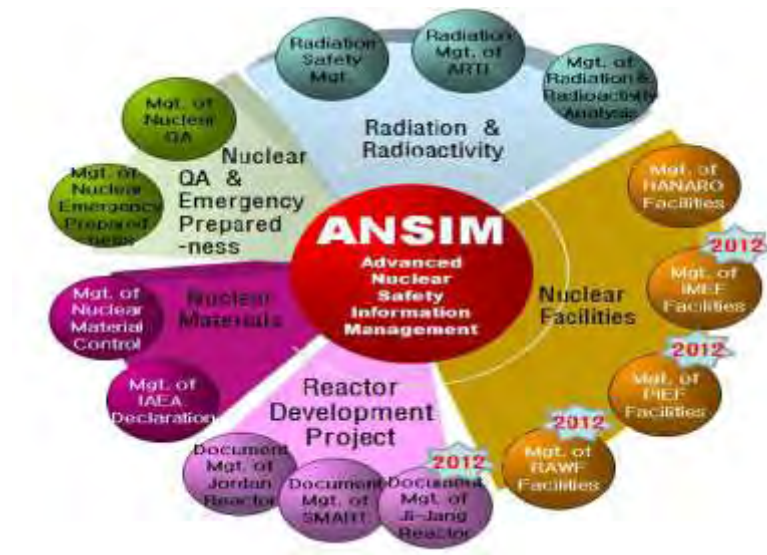 Radiation
Safety
Mgt.
Radiation
Mgt. of
ARTI
Mgt. of
Radiation &
Radioactivity
Analysis
Radiation &
Radioactivity
Mgt. of
Nuclear
QA
Mgt. of
Nuclear
Emergency
Prepared
-ness
Nuclear
QA &
Emergency
Prepared
-ness
ANSIM
Advanced
Nuclear
Safety
Information
Management
Mgt. of
HANARO
Facilities
2012
Mgt. of
IMEF
Facilities
Nuclear
Facilities
2012
Mgt. of
PIEF
Facilities
2012
Mgt. of
RAWF
Facilities
Mgt. of
Nuclear
Material
Control
Nuclear
Materials
Mgt. of
IAEA
Declaration
Reactor
Development
Project
Document
Mgt. of
Jordan
Reactor
Document
Mgt. of
SMART
2012
Document
Mgt. of
Ji-Jang
Reactor